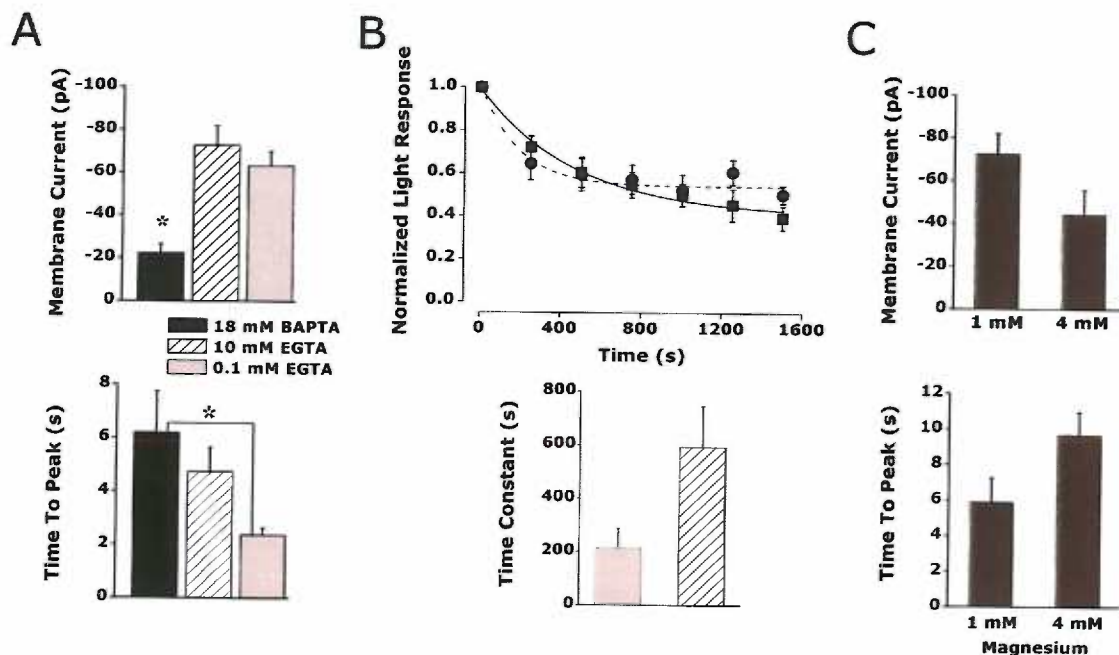 A
Membrane Current (pA)
-100
-80
-60
-40
-20
0
*
18 mM BAPTA
10 mM EGTA
0.1 mM EGTA
Time To Peak (s)
8
6
4
2
0
*
B
Normalized Light Response
1.0
0.8
0.6
0.4
0.2
0.0
0
400
800
1200
1600
Time (s)
Time Constant (s)
800
600
400
200
0
C
Membrane Current (pA)
-100
-80
-60
-40
-20
0
1 mM
4 mM
Time To Peak (s)
12
10
8
6
4
2
0
1 mM
4 mM
Magnesium